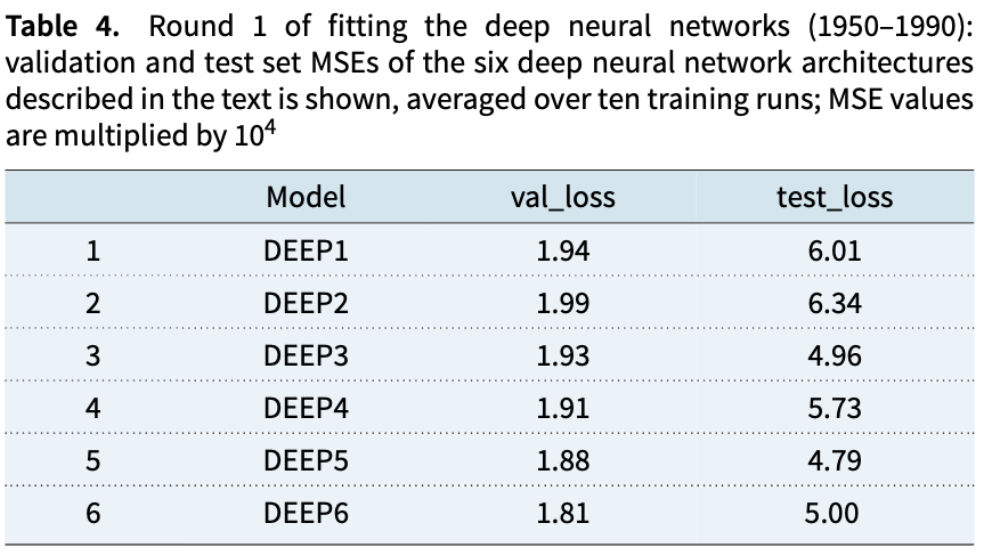 Table 4. Round 1 of fitting the deep neural networks (1950–1990):
validation and test set MSEs of the six deep neural network architectures
described in the text is shown, averaged over ten training runs; MSE values
are multiplied by 10⁴
Model val_loss test_loss
1 DEEP1 1.94 6.01
2 DEEP2 1.99 6.34
3 DEEP3 1.93 4.96
4 DEEP4 1.91 5.73
5 DEEP5 1.88 4.79
6 DEEP6 1.81 5.00